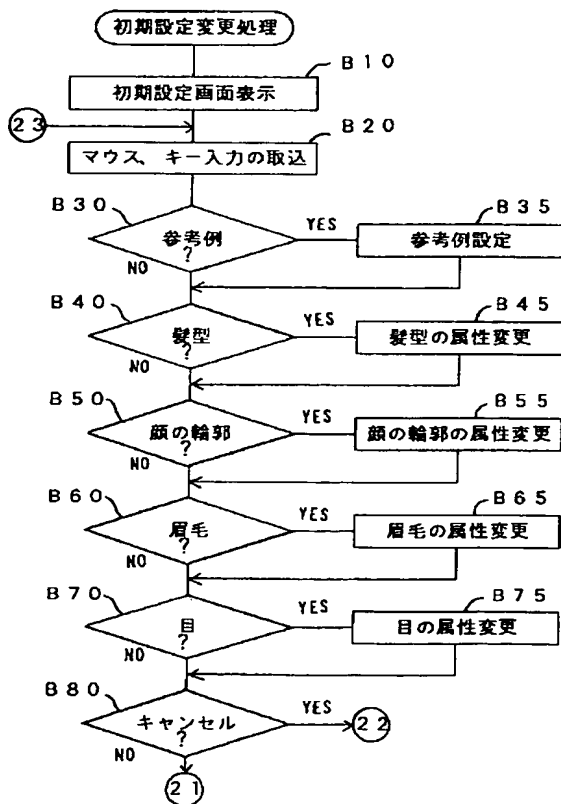 初期設定変更処理
B10
初期設定画面表示
23
B20
マウス、キー入力の取込
B30
参考例
?
YES
NO
B35
参考例設定
B40
髪型
?
YES
NO
B45
髪型の属性変更
B50
顔の輪郭
?
YES
NO
B55
顔の輪郭の属性変更
B60
眉毛
?
YES
NO
B65
眉毛の属性変更
B70
目
?
YES
NO
B75
目の属性変更
B80
キャンセル
?
YES
22
NO
21